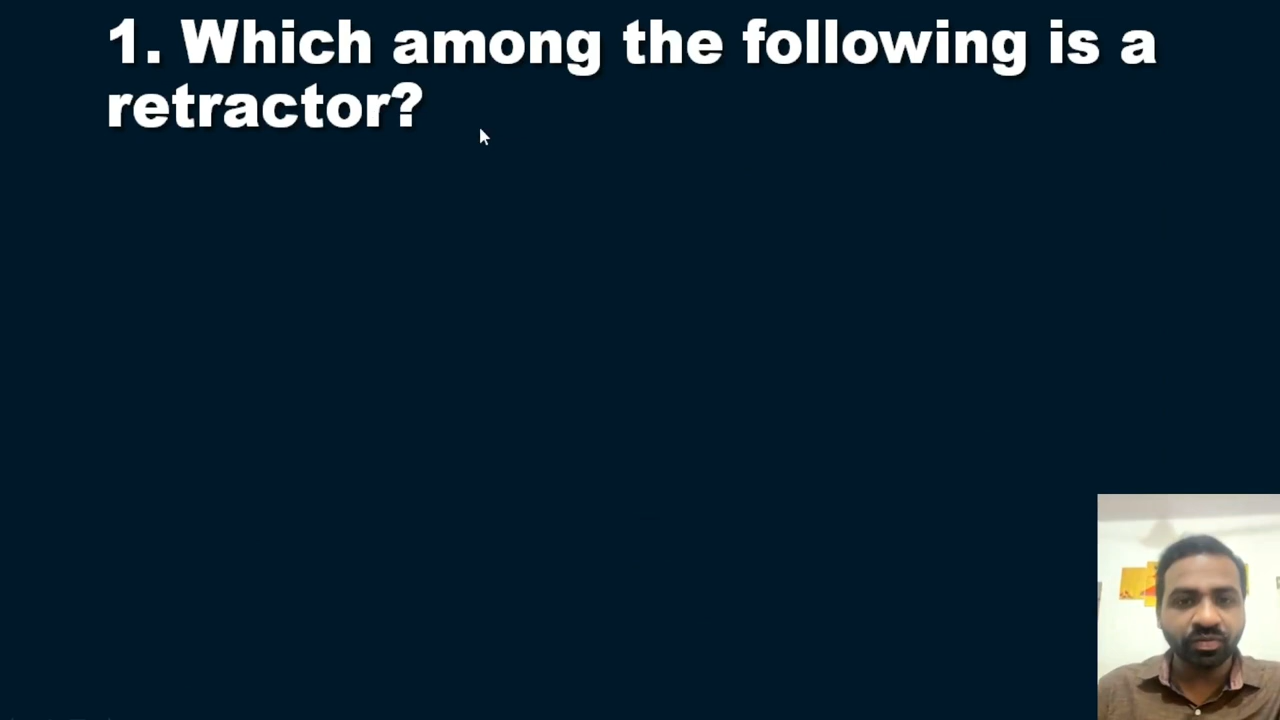 1. Which among the following is a
retractor?